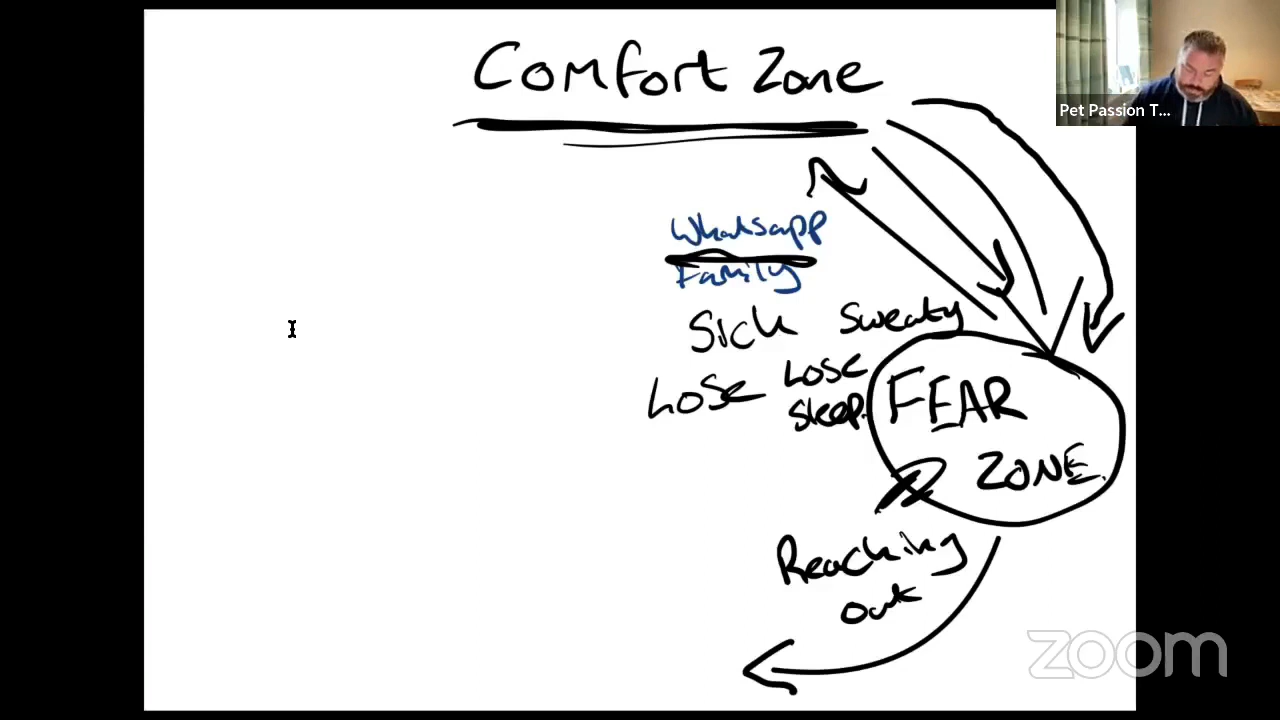 Comfort Zone
Pet Passion T...
Whatsapp
Family
Sick Sweaty
Lose Lose
sleep.
FEAR
ZONE
Reaching
out
zoom